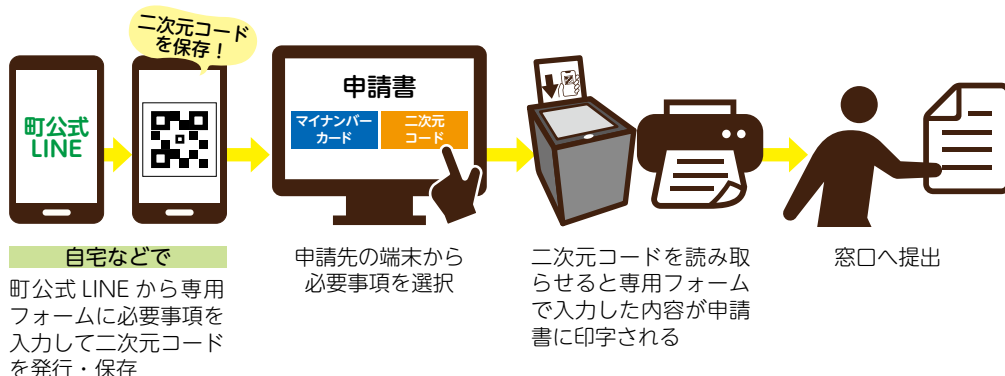 二次元コード
を保存！
町公式
LINE
申請書
マイナンバー
カード
二次元
コード
自宅などで
町公式 LINE から専用
フォームに必要事項を
入力して二次元コード
を発行・保存
申請先の端末から
必要事項を選択
二次元コードを読み取
らせると専用フォーム
で入力した内容が申請
書に印字される
窓口へ提出